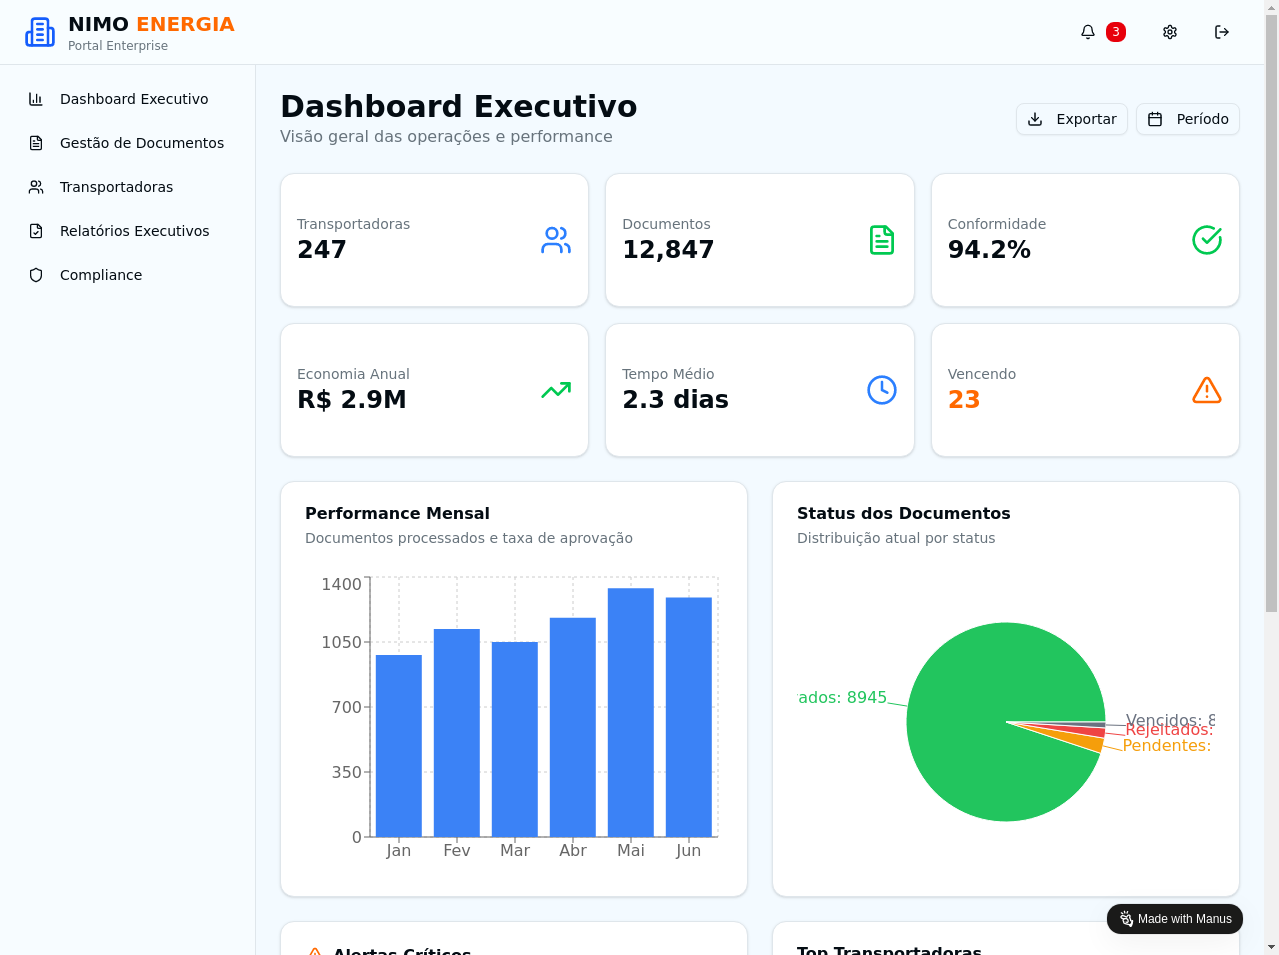 NIMO ENERGIA
Portal Enterprise
3
Dashboard Executivo
Gestão de Documentos
Transportadoras
Relatórios Executivos
Compliance
Dashboard Executivo
Visão geral das operações e performance
Exportar
Período
Transportadoras
247
Documentos
12,847
Conformidade
94.2%
Economia Anual
R$ 2.9M
Tempo Médio
2.3 dias
Vencendo
23
Performance Mensal
Documentos processados e taxa de aprovação
1400
1050
700
350
0
Jan Fev Mar Abr Mai Jun
Status dos Documentos
Distribuição atual por status
ados: 8945
Vencidos: 8
Rejeitados:
Pendentes:
Alertas Críticos
Top Transportadoras
Made with Manus